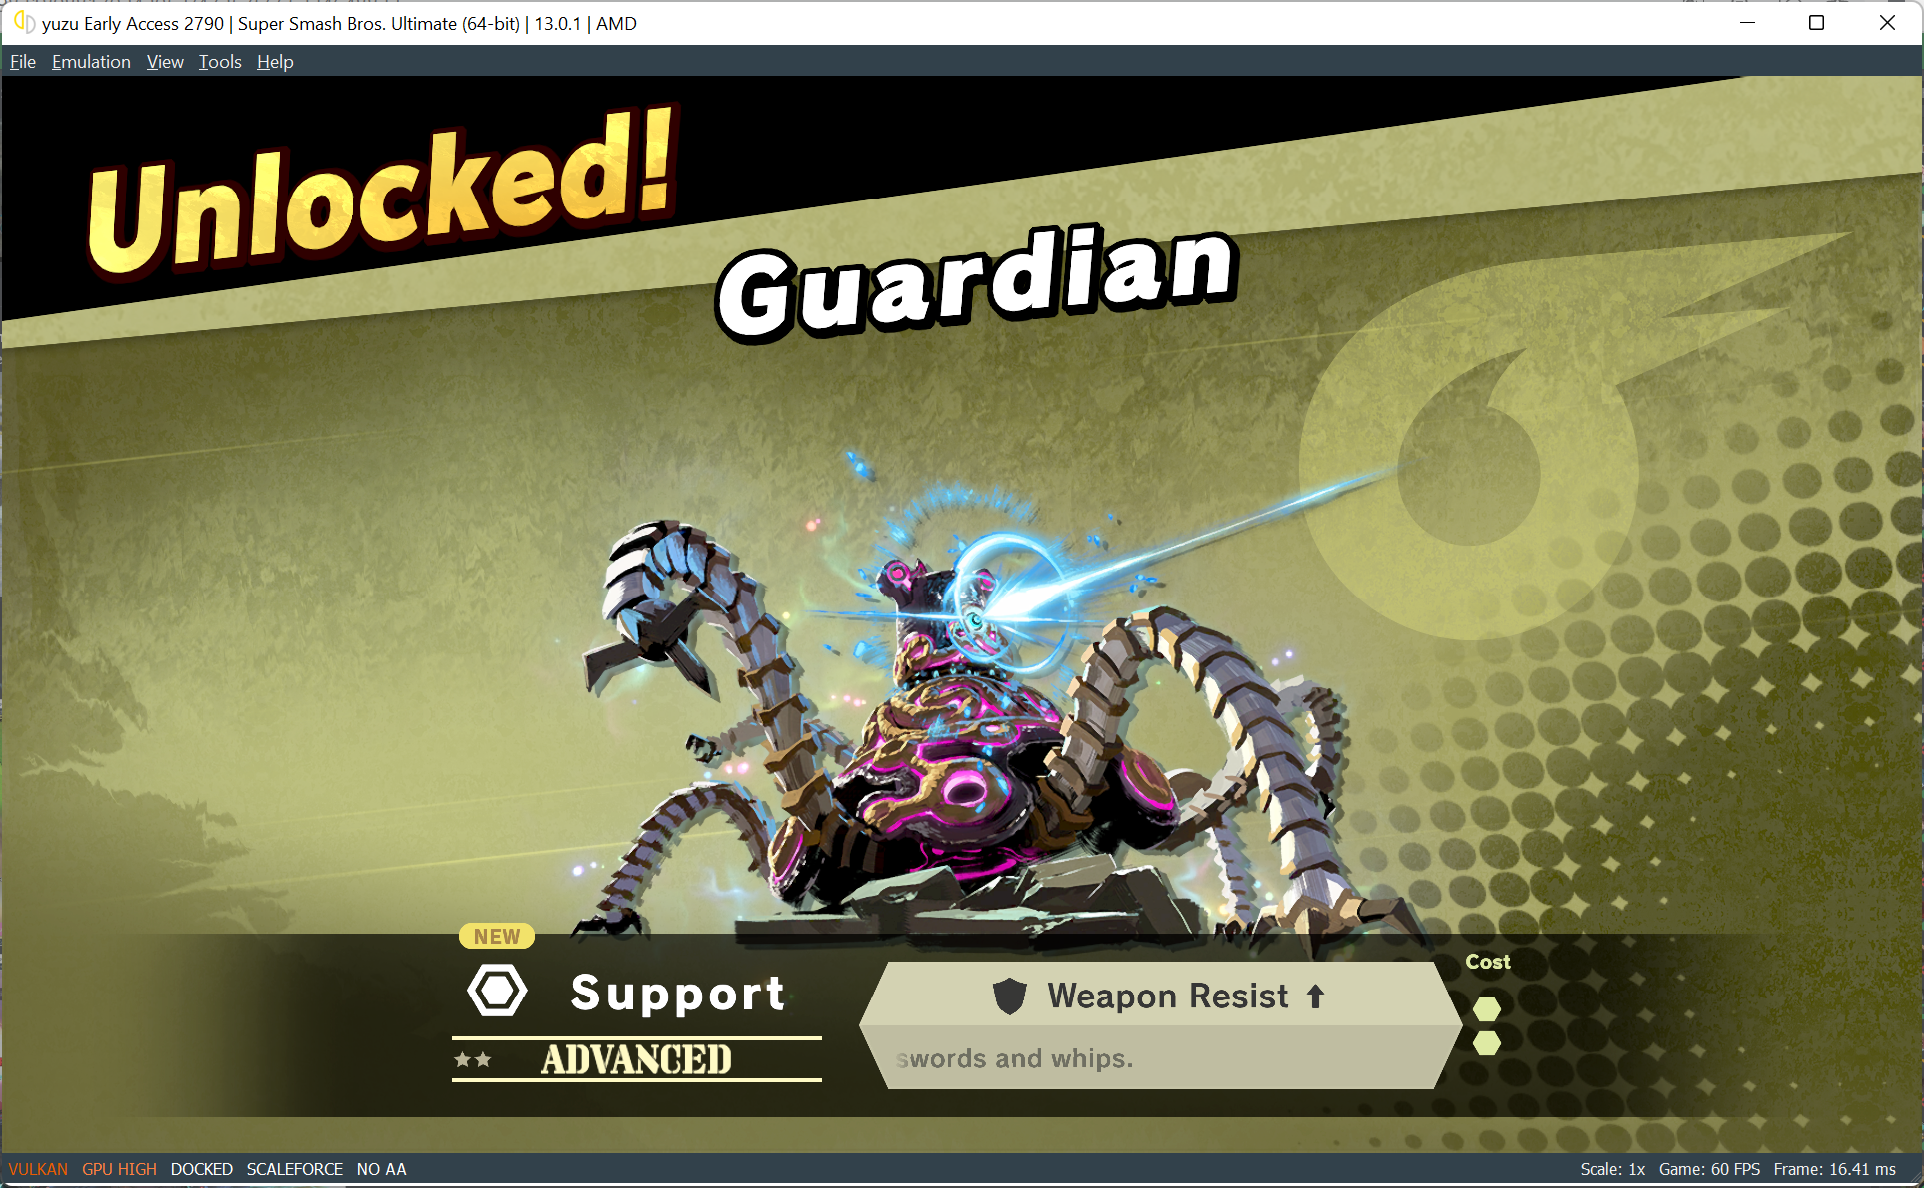 yuzu Early Access 2790 | Super Smash Bros. Ultimate (64-bit) | 13.0.1 | AMD
File Emulation View Tools Help
Unlocked!
Guardian
NEW
Support
ADVANCED
Weapon Resist
swords and whips.
Cost
VULKAN GPU HIGH DOCKED SCALEFORCE NO AA Scale: 1x Game: 60 FPS Frame: 16.41 ms